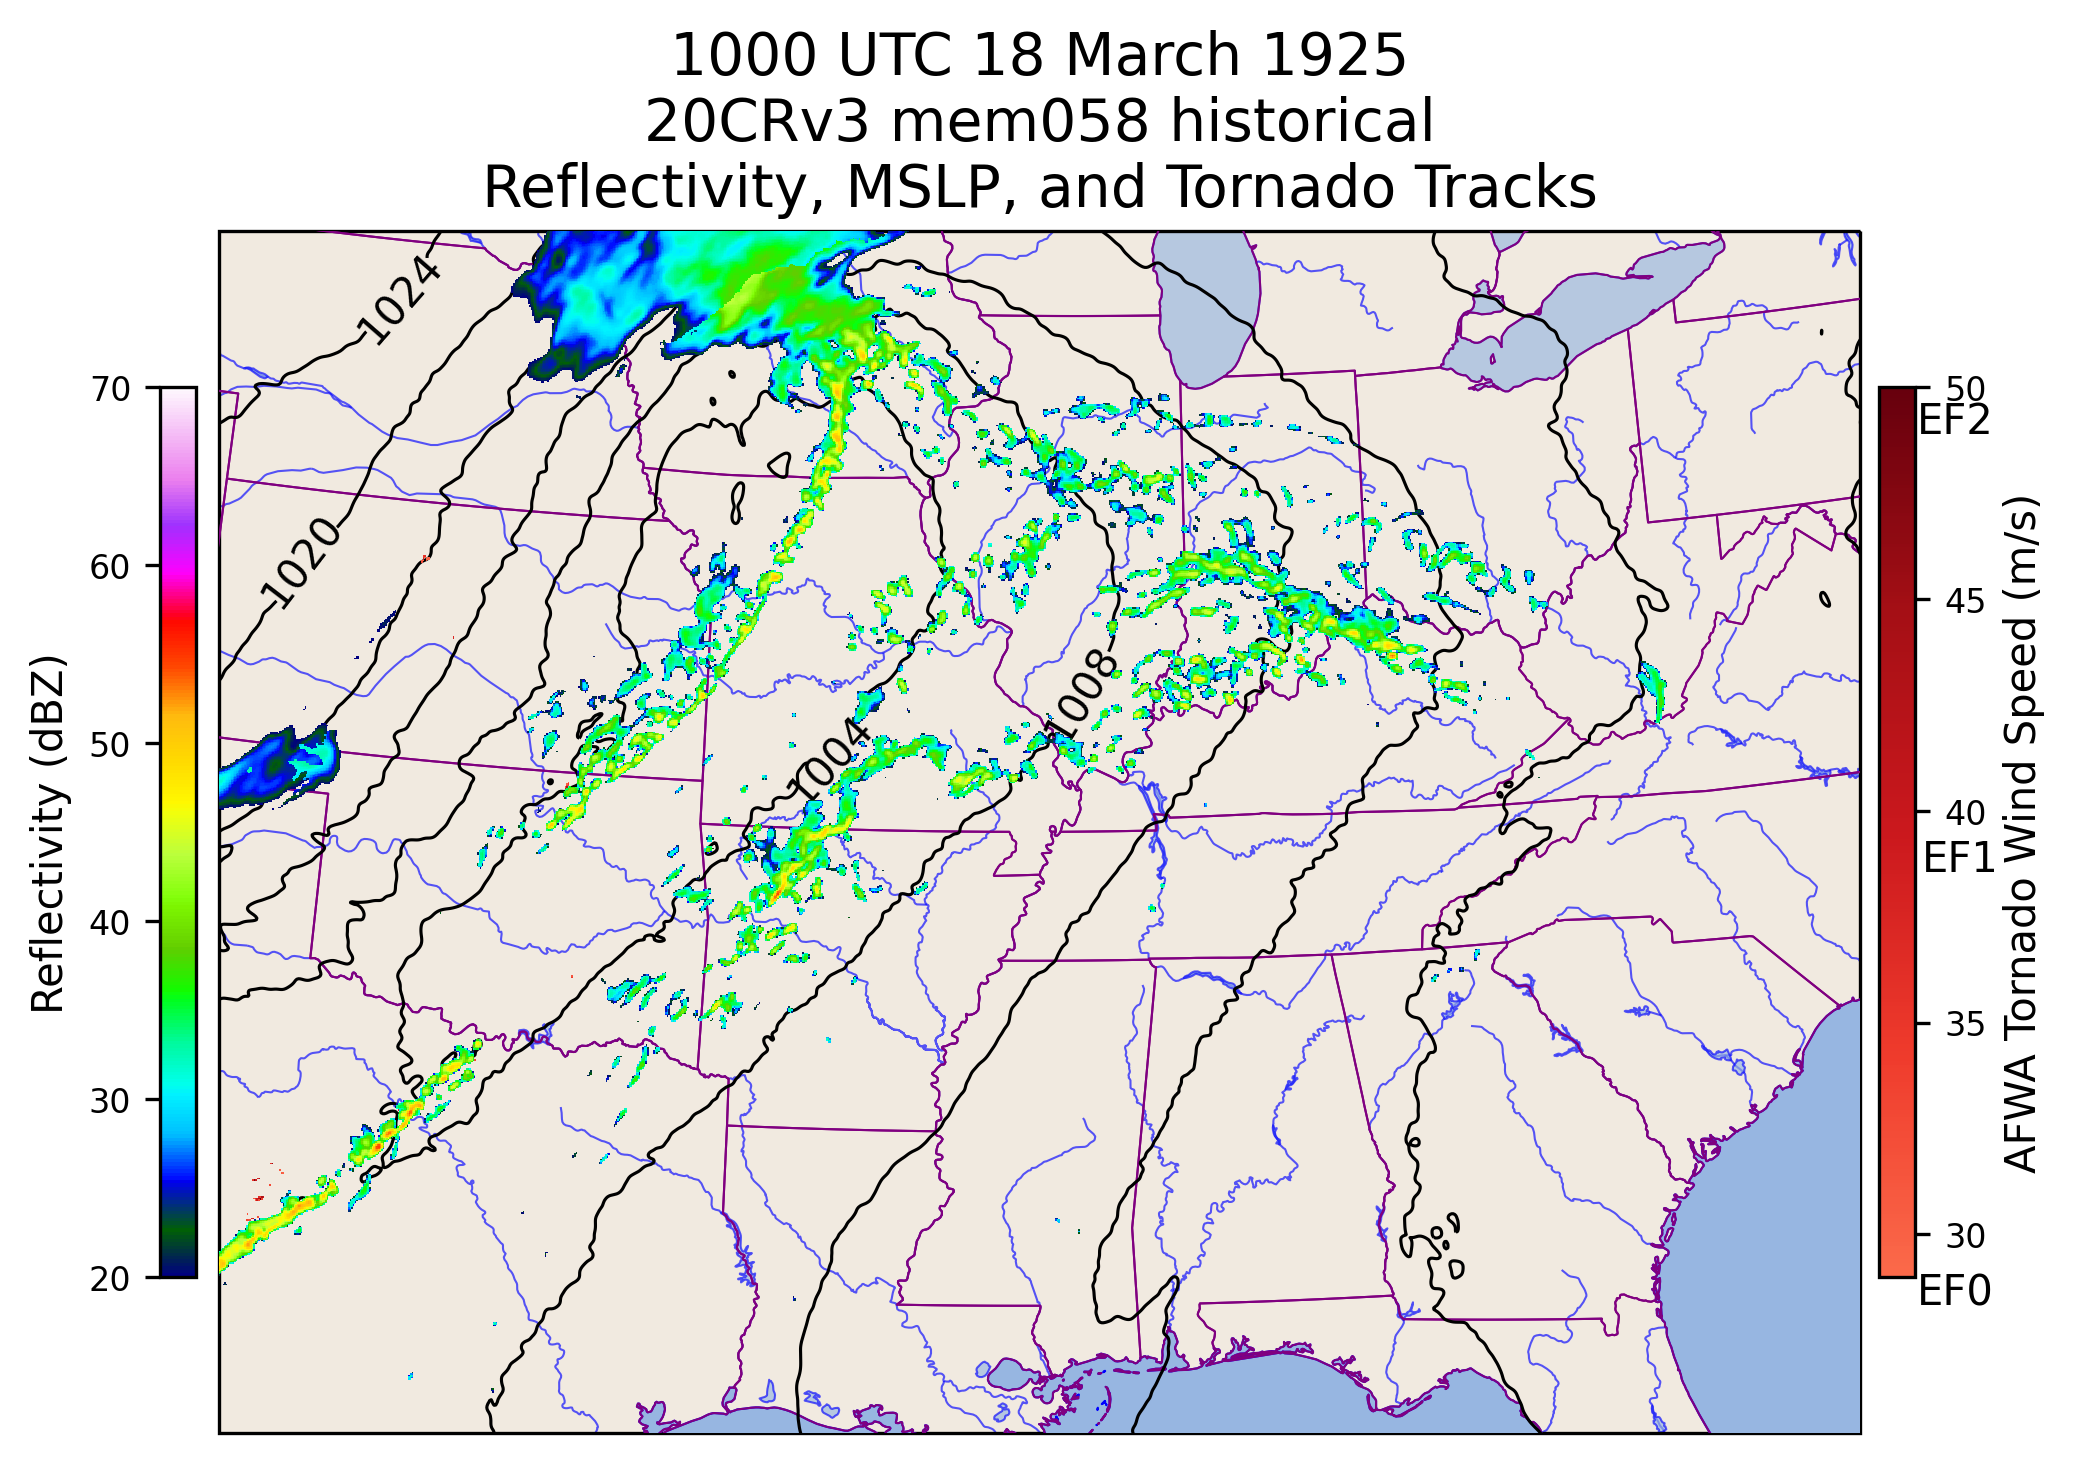 1000 UTC 18 March 1925
20CRv3 mem058 historical
Reflectivity, MSLP, and Tornado Tracks
1024
1020
1008
1004
70
60
50
40
30
20
Reflectivity (dBZ)
50
EF2
45
40
EF1
35
30
EF0
AFWA Tornado Wind Speed (m/s)